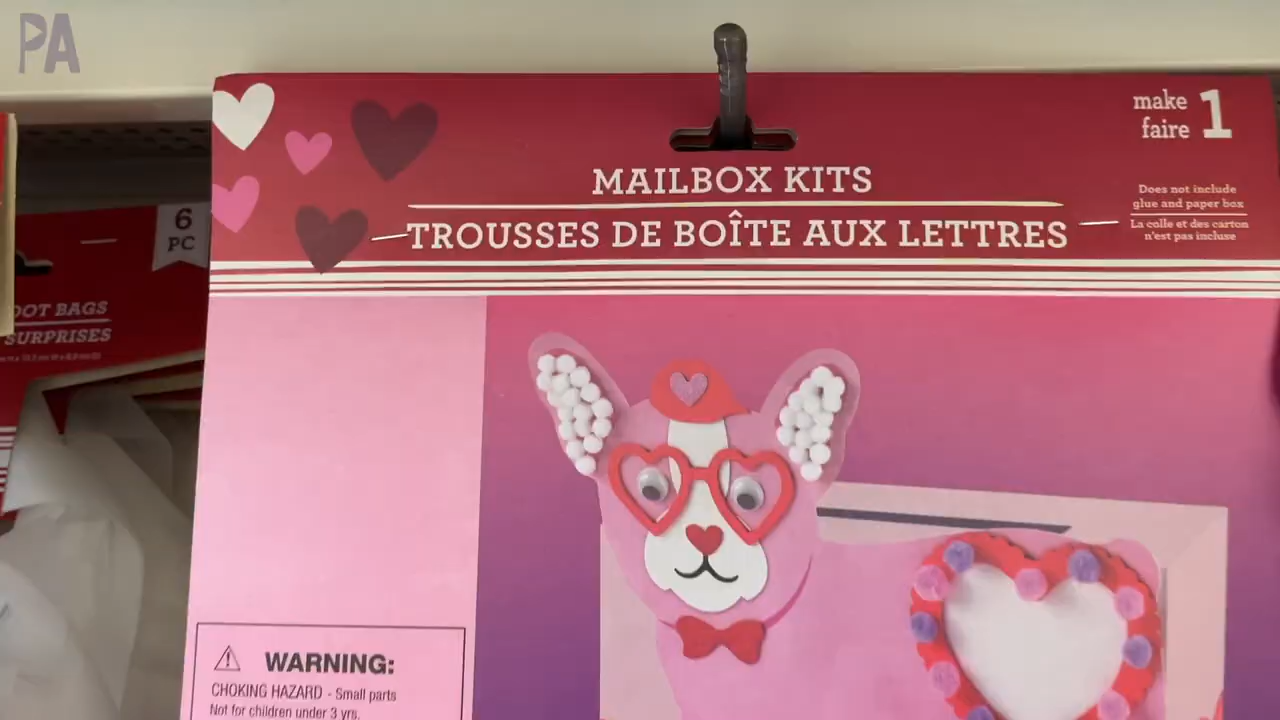 PA
MAILBOX KITS
TROUSSES DE BOÎTE AUX LETTRES
make
faire 1
Does not include
glue and paper box
La colle et des carton
n'est pas incluse
6
PC
OOT BAGS
SURPRISES
WARNING:
CHOKING HAZARD - Small parts
Not for children under 3 yrs.